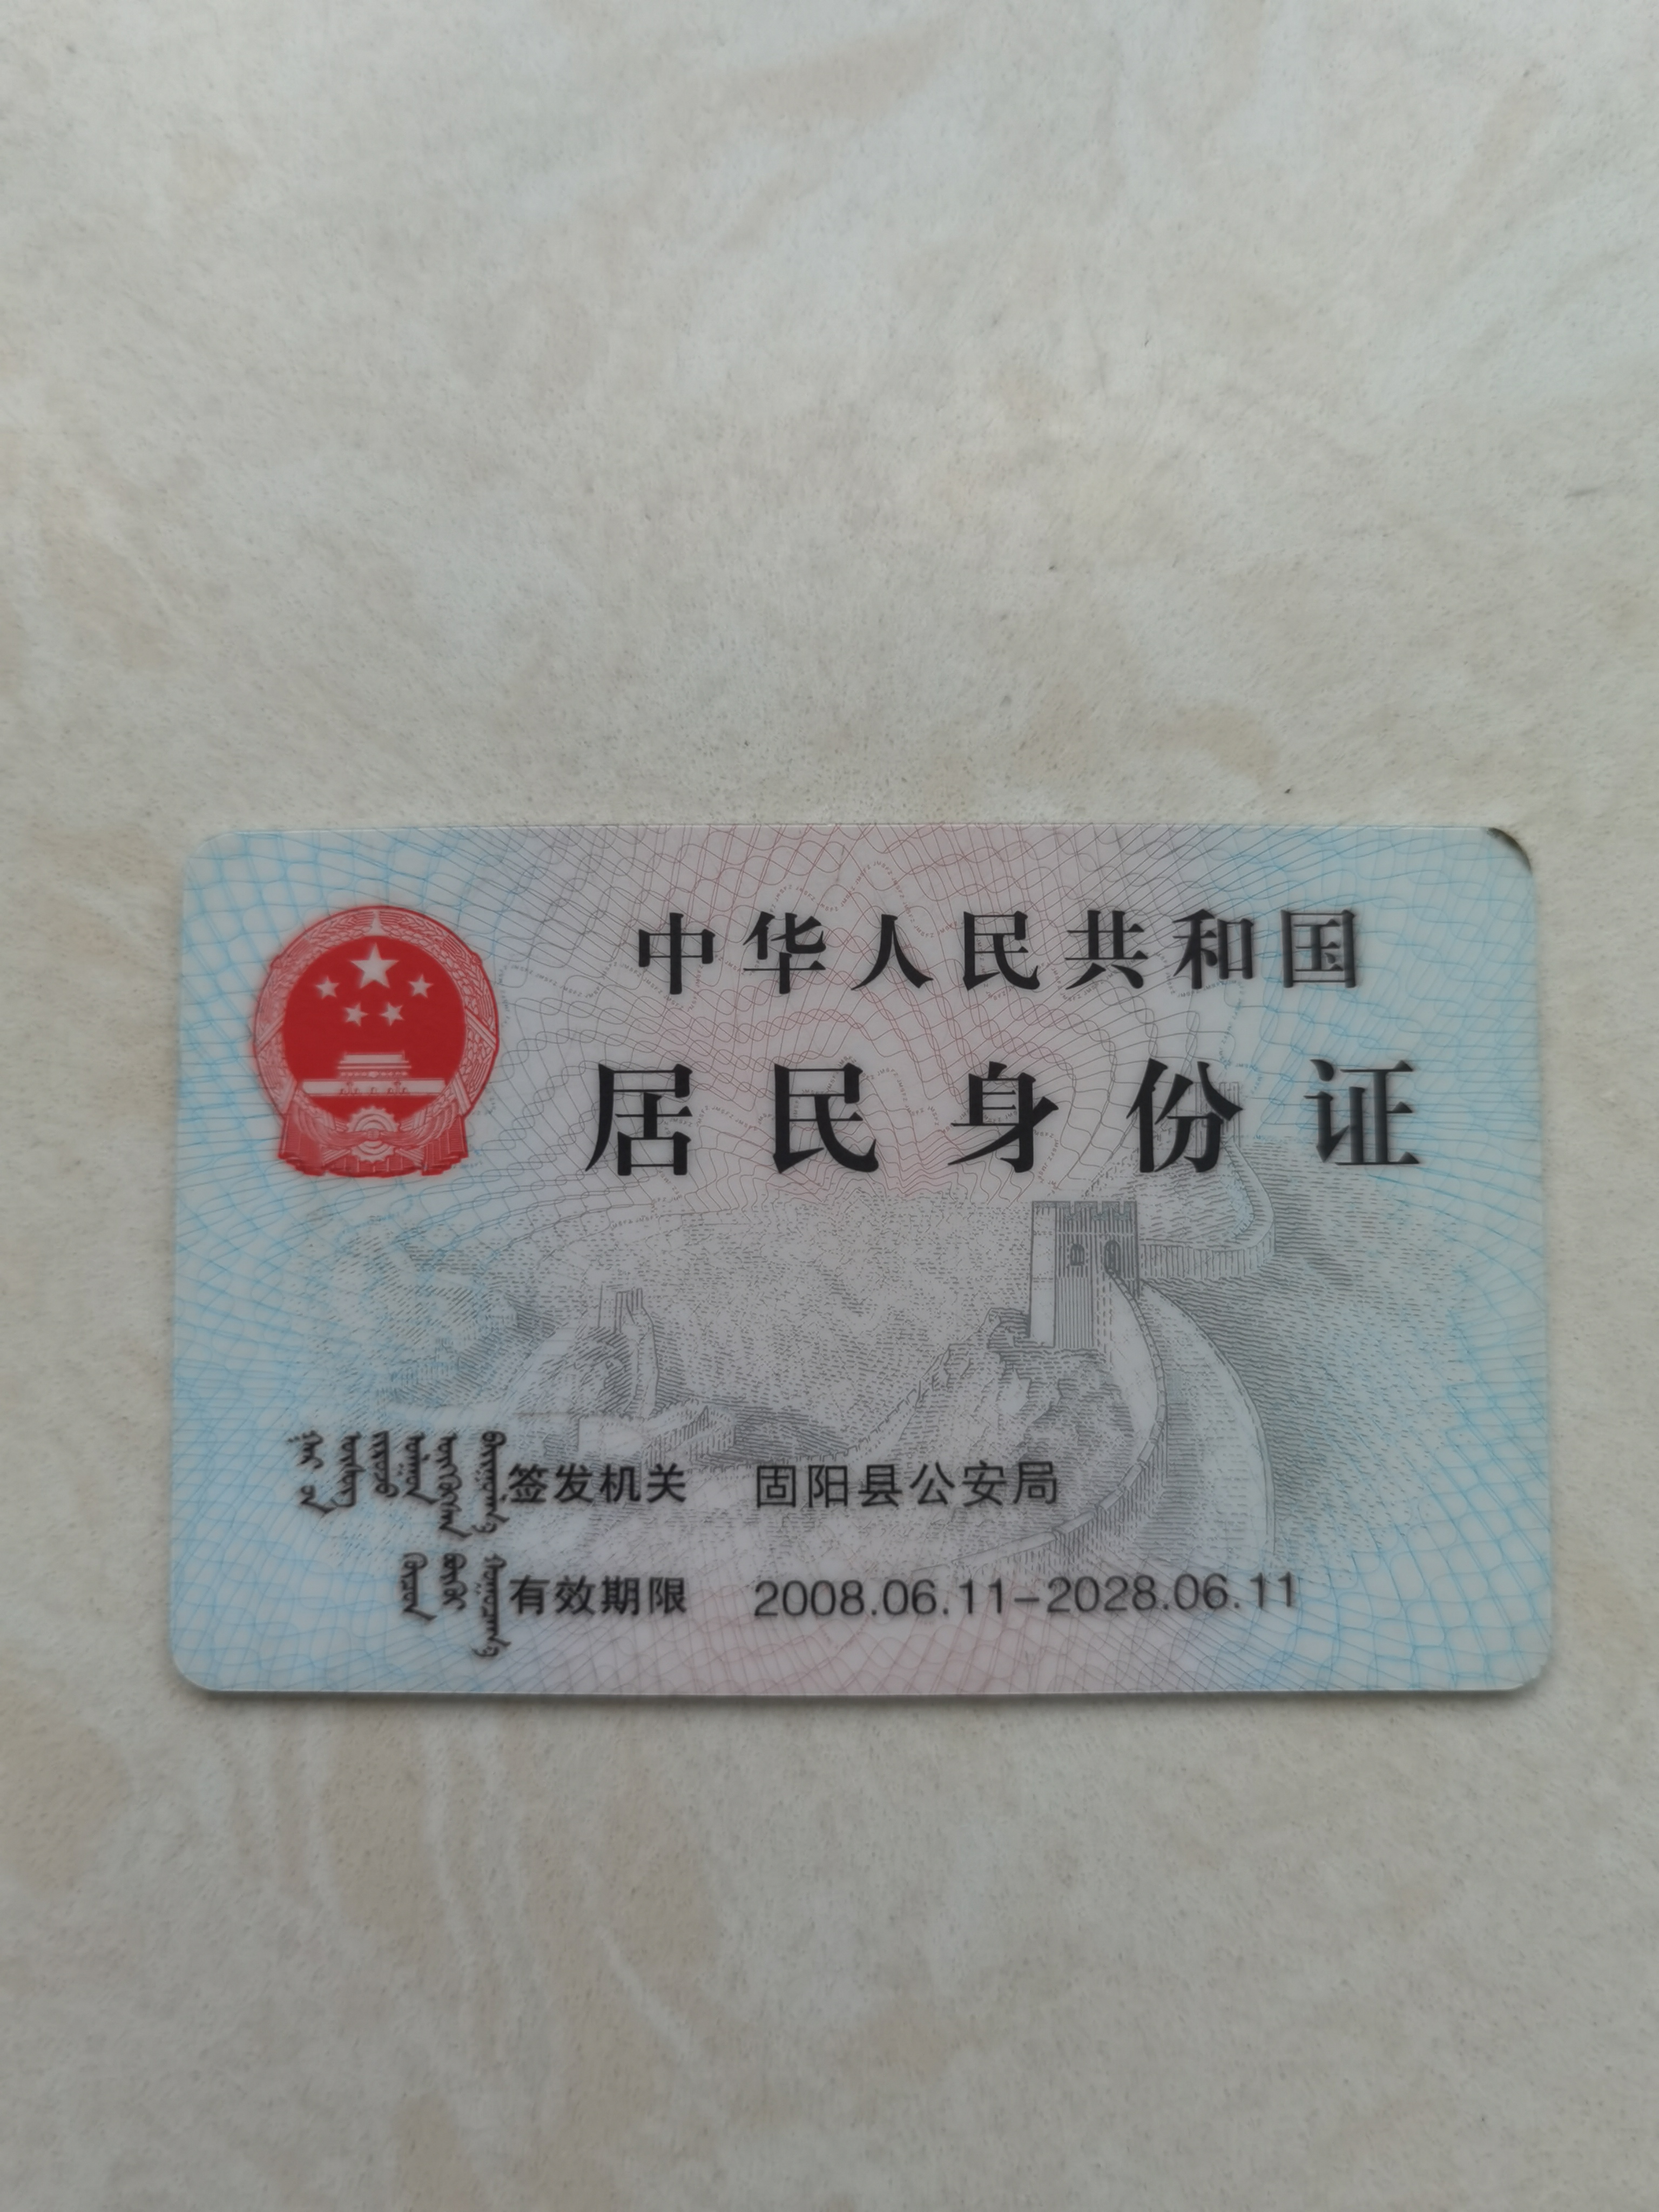 中华人民共和国
居民身份证
签发机关 固阳县公安局
有效期限 2008.06.11-2028.06.11